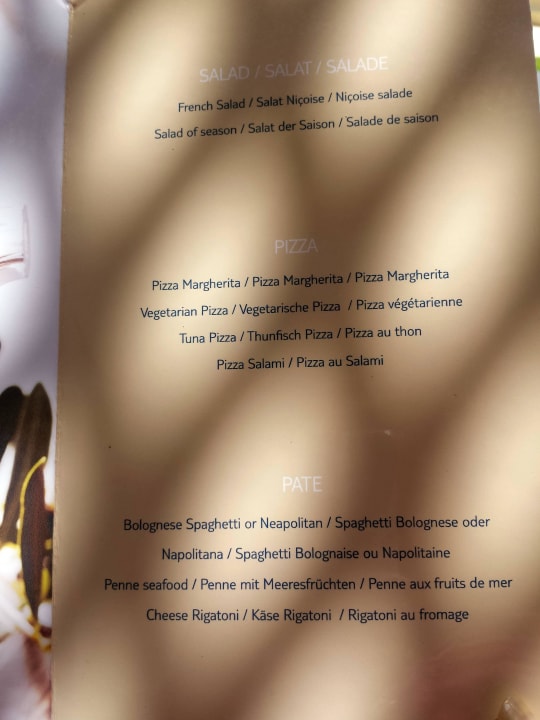 SALAD / SALAT / SALADE
French Salad / Salat Niçoise / Niçoise salade
Salad of season / Salat der Saison / Salade de saison
PIZZA
Pizza Margherita / Pizza Margherita / Pizza Margherita
Vegetarian Pizza / Vegetarische Pizza / Pizza végétarienne
Tuna Pizza / Thunfisch Pizza / Pizza au thon
Pizza Salami / Pizza au Salami
PATE
Bolognese Spaghetti or Neapolitan / Spaghetti Bolognese oder
Napolitana / Spaghetti Bolognaise ou Napolitaine
Penne seafood / Penne mit Meeresfrüchten / Penne aux fruits de mer
Cheese Rigatoni / Käse Rigatoni / Rigatoni au fromage